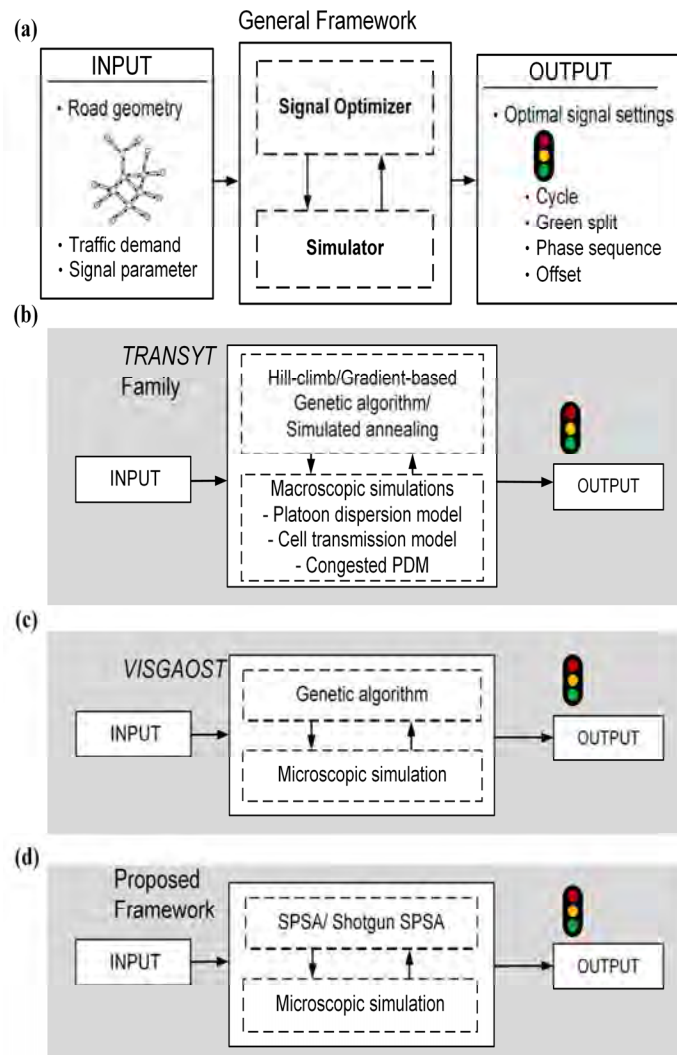 (a)
General Framework
INPUT
• Road geometry
• Traffic demand
• Signal parameter
Signal Optimizer
Simulator
OUTPUT
• Optimal signal settings
• Cycle
• Green split
• Phase sequence
• Offset
(b)
TRANSYT
Family
INPUT
Hill-climb/Gradient-based
Genetic algorithm/
Simulated annealing
Macroscopic simulations
- Platoon dispersion model
- Cell transmission model
- Congested PDM
OUTPUT
(c)
VISGAOST
INPUT
Genetic algorithm
Microscopic simulation
OUTPUT
(d)
Proposed
Framework
INPUT
SPSA/ Shotgun SPSA
Microscopic simulation
OUTPUT